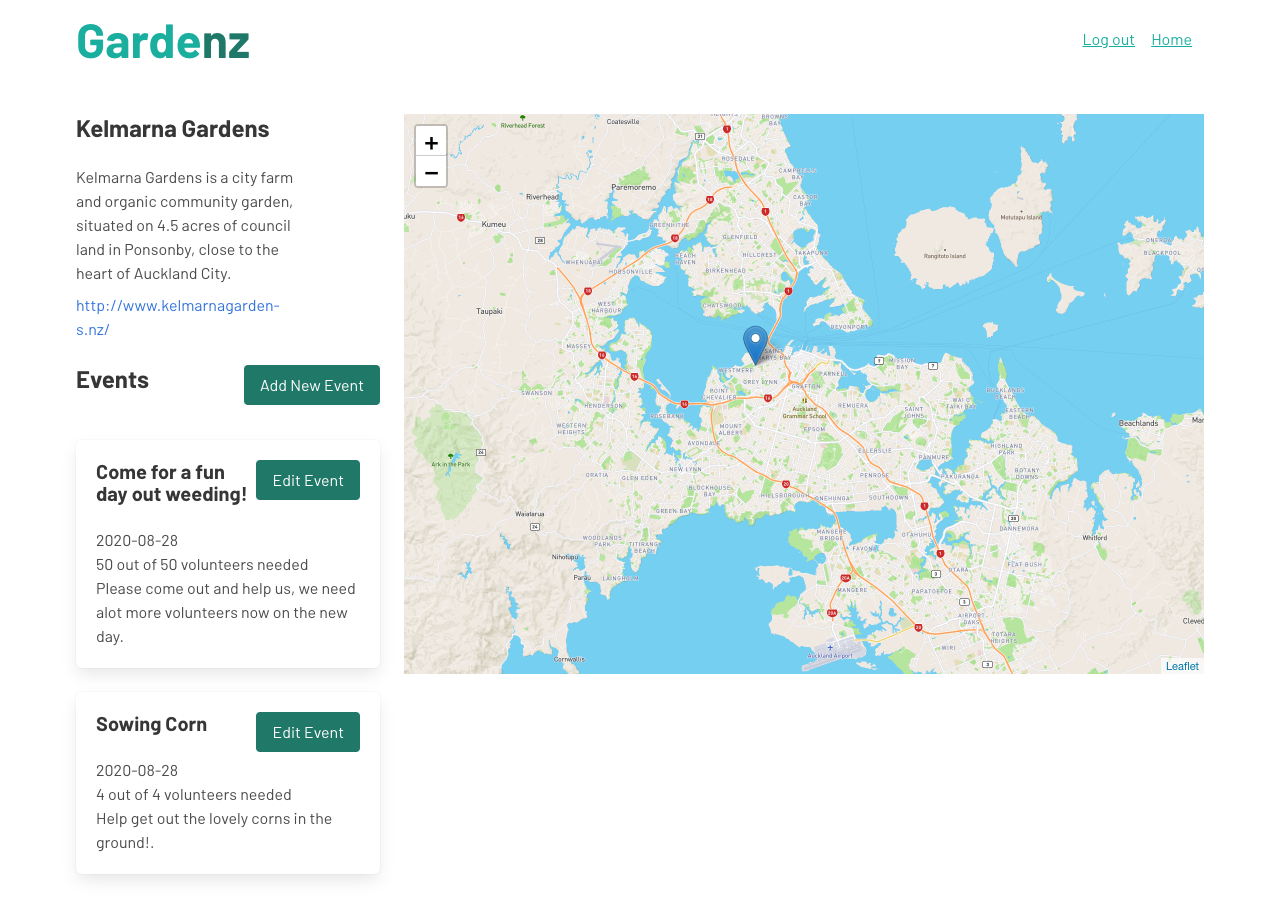 Gardenz
Log out
Home
Kelmarna Gardens
Kelmarna Gardens is a city farm
and organic community garden,
situated on 4.5 acres of council
land in Ponsonby, close to the
heart of Auckland City.
http://www.kelmarnagarden-
s.nz/
Events
Add New Event
Come for a fun
day out weeding!
Edit Event
2020-08-28
50 out of 50 volunteers needed
Please come out and help us, we need
alot more volunteers now on the new
day.
Sowing Corn
Edit Event
2020-08-28
4 out of 4 volunteers needed
Help get out the lovely corns in the
ground!.
+
−
Riverhead Forest
Coatesville
ROSEDALE
CAMPBELLS
BAY
Paremoremo
Riverhead
CASTOR
BAY
Kumeu
GREENHITHE
GLENFIELD
Motutapu Island
Rangitoto Island
WHENUAPAI
HILLCREST
TAKAPUNA
BEACH
HAVEN
HOBSONVILLE
BIRKENHEAD
BLACKPOOL
Taupaki
WEST
HARBOUR
CHATSWOOD
DEVONPORT
MASSEY
WESTMERE
MISSION
BAY
PARNELL
SWANSON
POINT
CHEVALIER
GREY LYNN
GRAFTON
HENDERSON
Auckland
Grammar School
REMUERA
SAINT
JOHNS
BUCKLANDS
BEACH
EASTERN
BEACH
Beachlands
WESTERN
HEIGHTS
MOUNT
ALBERT
EPSOM
AVONDALE
ELLERSLIE
HIGHLAND
PARK
PANMURE
Ark in the Park
NEW LYNN
ORATIA
GLEN EDEN
PAKURANGA
BOTANY
DOWNS
BLOCKHOUSE
BAY
HILLSBOROUGH
ONEHUNGA
SOUTHDOWN
GREEN BAY
Waiatarua
DANNEMORA
MANGERE
BRIDGE
OTAHUHU
Whitford
WOODLANDS
PARK
TITIRANGI
BEACH
Nihotupu
FLAT BUSH
OTARA
Parau
LAINGHOLM
MANGERE
PAPATOETOE
AIRPORT
OAKS
TOTARA
HEIGHTS
WIRI
Auckland Airport
Cornwallis
Leaflet